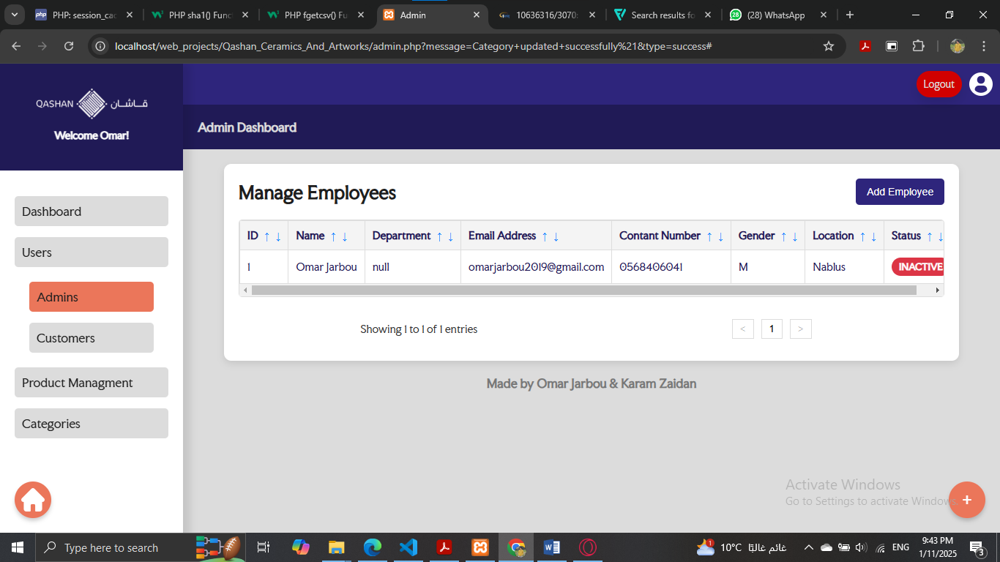 PHP: session_cac
PHP sha1() Func
PHP fgetcsv() Fu
Admin
10636316/3070
Search results fo
(28) WhatsApp
localhost/web_projects/Qashan_Ceramics_And_Artworks/admin.php?message=Category+updated+successfully%21&type=success#
Logout
QASHAN قاشان
Welcome Omar!
Admin Dashboard
Manage Employees
Add Employee
ID ↑ ↓ Name ↑ ↓ Department ↑ ↓ Email Address ↑ ↓ Contant Number ↑ ↓ Gender ↑ ↓ Location ↑ ↓ Status ↑ ↓
1 Omar Jarbou null omarjarbou2019@gmail.com 0568406041 M Nablus INACTIVE
Showing 1 to 1 of 1 entries
< 1 >
Made by Omar Jarbou & Karam Zaidan
Dashboard
Users
Admins
Customers
Product Managment
Categories
+
Activate Windows
Go to Settings to activate Windows
Type here to search
10°C غائم غالبًا
ENG
9:43 PM
1/11/2025
3